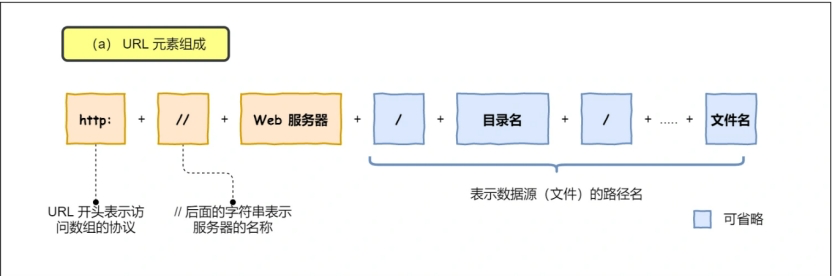 (a) URL 元素组成
http: + // + Web 服务器 + / + 目录名 + / + ..... + 文件名
表示数据源（文件）的路径名
URL 开头表示访
问数组的协议
// 后面的字符串表示
服务器的名称
可省略